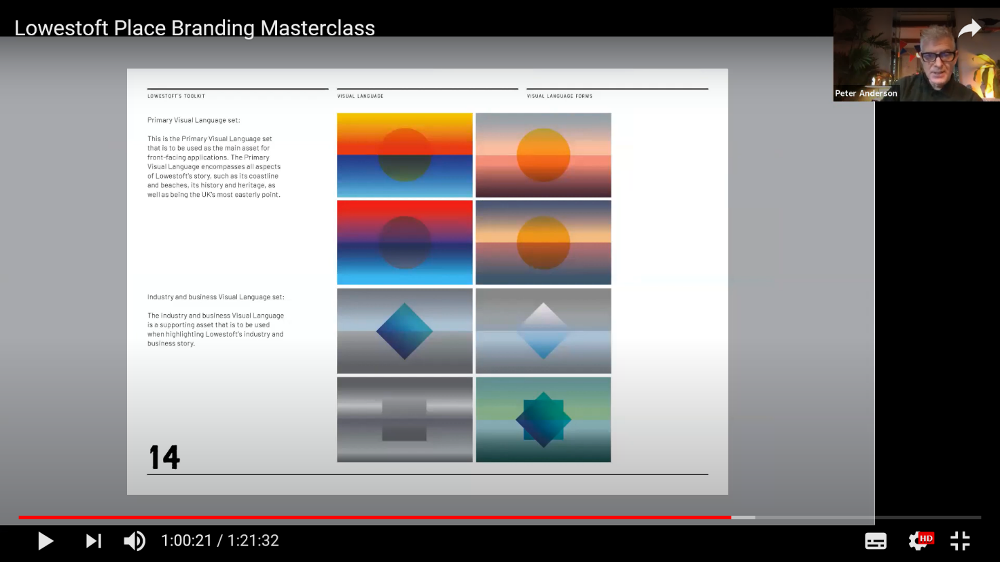 Lowestoft Place Branding Masterclass
Peter Anderson
LOWESTOFT'S TOOLKIT
VISUAL LANGUAGE
VISUAL LANGUAGE FORMS
Primary Visual Language set:
This is the Primary Visual Language set
that is to be used as the main asset for
front-facing applications. The Primary
Visual Language encompasses all aspects
of Lowestoft's story, such as its coastline
and beaches, its history and heritage, as
well as being the UK's most easterly point.
Industry and business Visual Language set:
The industry and business Visual Language
is a supporting asset that is to be used
when highlighting Lowestoft's industry and
business story.
14
1:00:21 / 1:21:32
HD